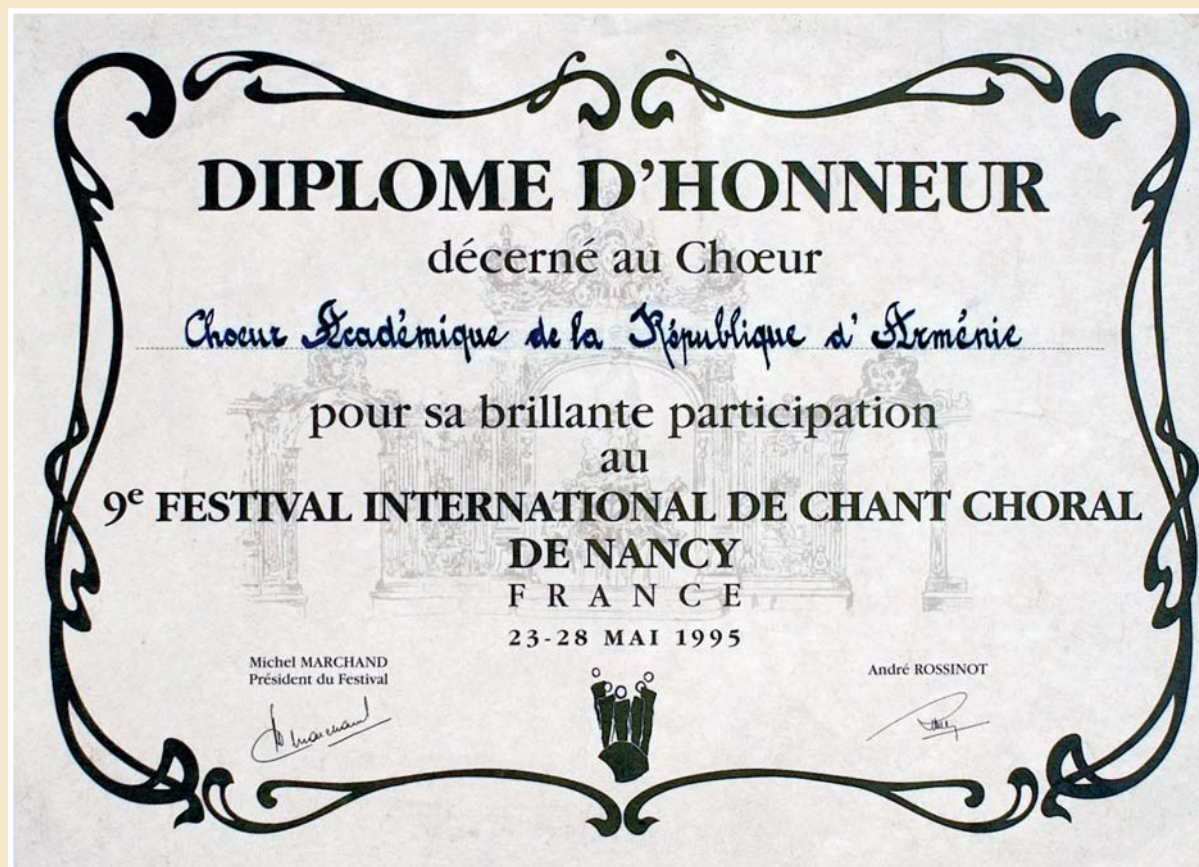 DIPLOME D'HONNEUR
décerné au Chœur
Choeur Académique de la République d'Arménie
pour sa brillante participation
au
9e FESTIVAL INTERNATIONAL DE CHANT CHORAL
DE NANCY
FRANCE
23-28 MAI 1995
Michel MARCHAND
Président du Festival
André ROSSINOT
Marchand